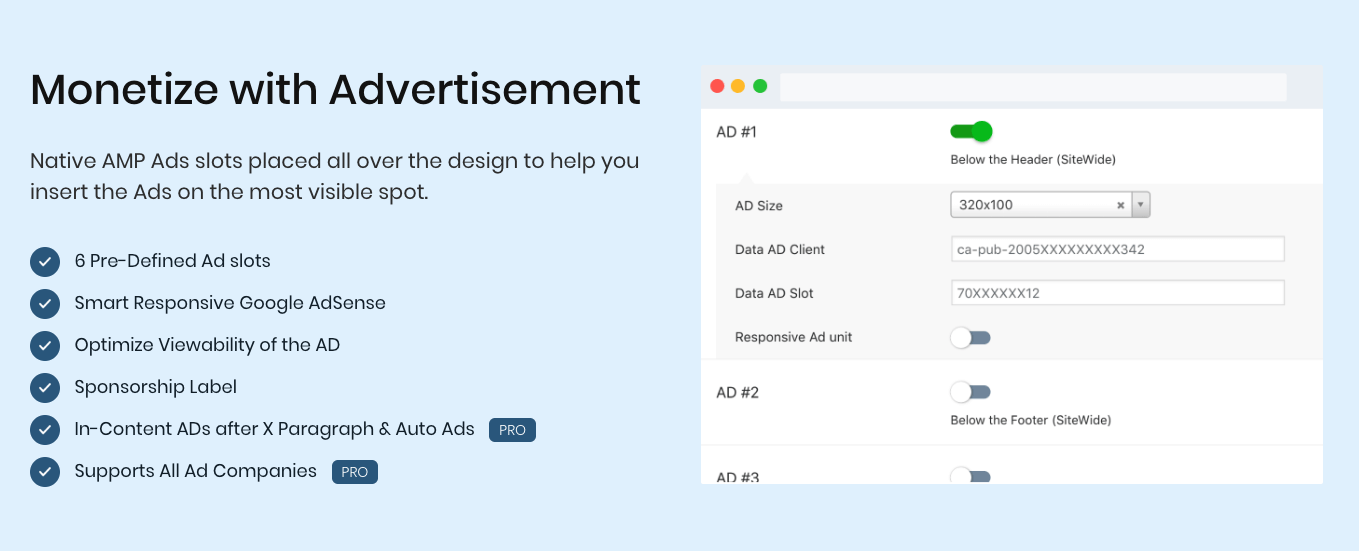 Monetize with Advertisement
Native AMP Ads slots placed all over the design to help you
insert the Ads on the most visible spot.
6 Pre-Defined Ad slots
Smart Responsive Google AdSense
Optimize Viewability of the AD
Sponsorship Label
In-Content ADs after X Paragraph & Auto Ads PRO
Supports All Ad Companies PRO
AD #1
Below the Header (SiteWide)
AD Size 320x100
Data AD Client ca-pub-2005XXXXXXXXX342
Data AD Slot 70XXXXXX12
Responsive Ad unit
AD #2
Below the Footer (SiteWide)
AD #3